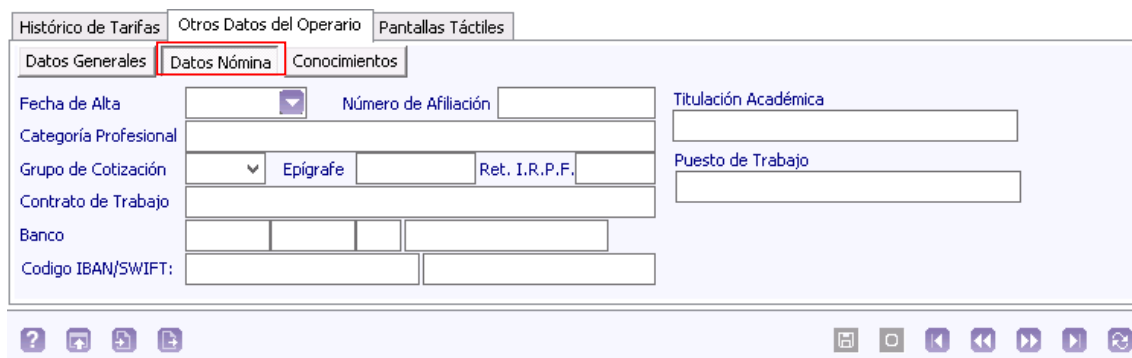 Histórico de Tarifas Otros Datos del Operario Pantallas Táctiles
Datos Generales Datos Nómina Conocimientos
Fecha de Alta Número de Afiliación Titulación Académica
Categoría Profesional
Grupo de Cotización Epígrafe Ret. I.R.P.F. Puesto de Trabajo
Contrato de Trabajo
Banco
Codigo IBAN/SWIFT: